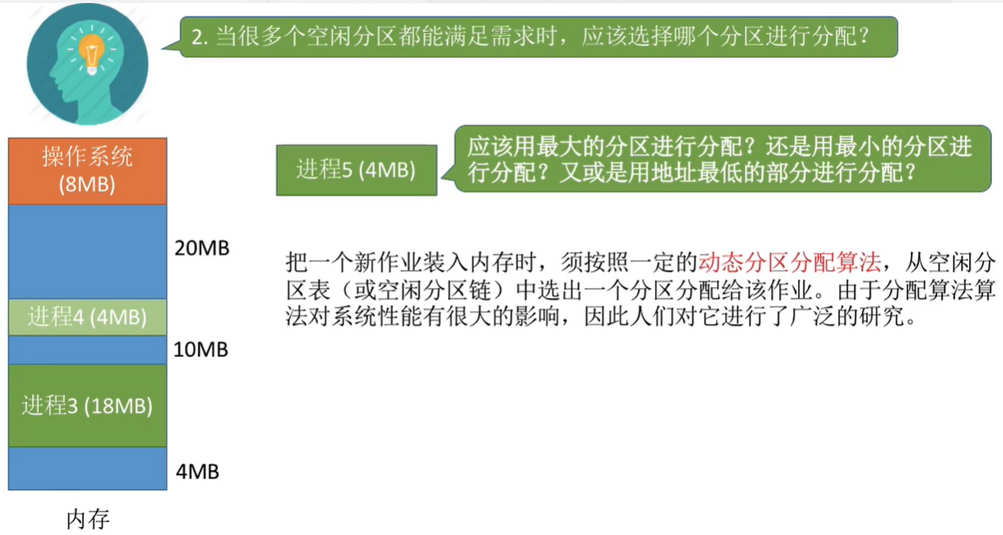 2. 当很多个空闲分区都能满足需求时，应该选择哪个分区进行分配？
操作系统
(8MB)
20MB
进程4 (4MB)
10MB
进程3 (18MB)
4MB
内存
进程5 (4MB)
应该用最大的分区进行分配？还是用最小的分区进
行分配？又或是用地址最低的部分进行分配？
把一个新作业装入内存时，须按照一定的动态分区分配算法，从空闲分
区表（或空闲分区链）中选出一个分区分配给该作业。由于分配算法算
法对系统性能有很大的影响，因此人们对它进行了广泛的研究。